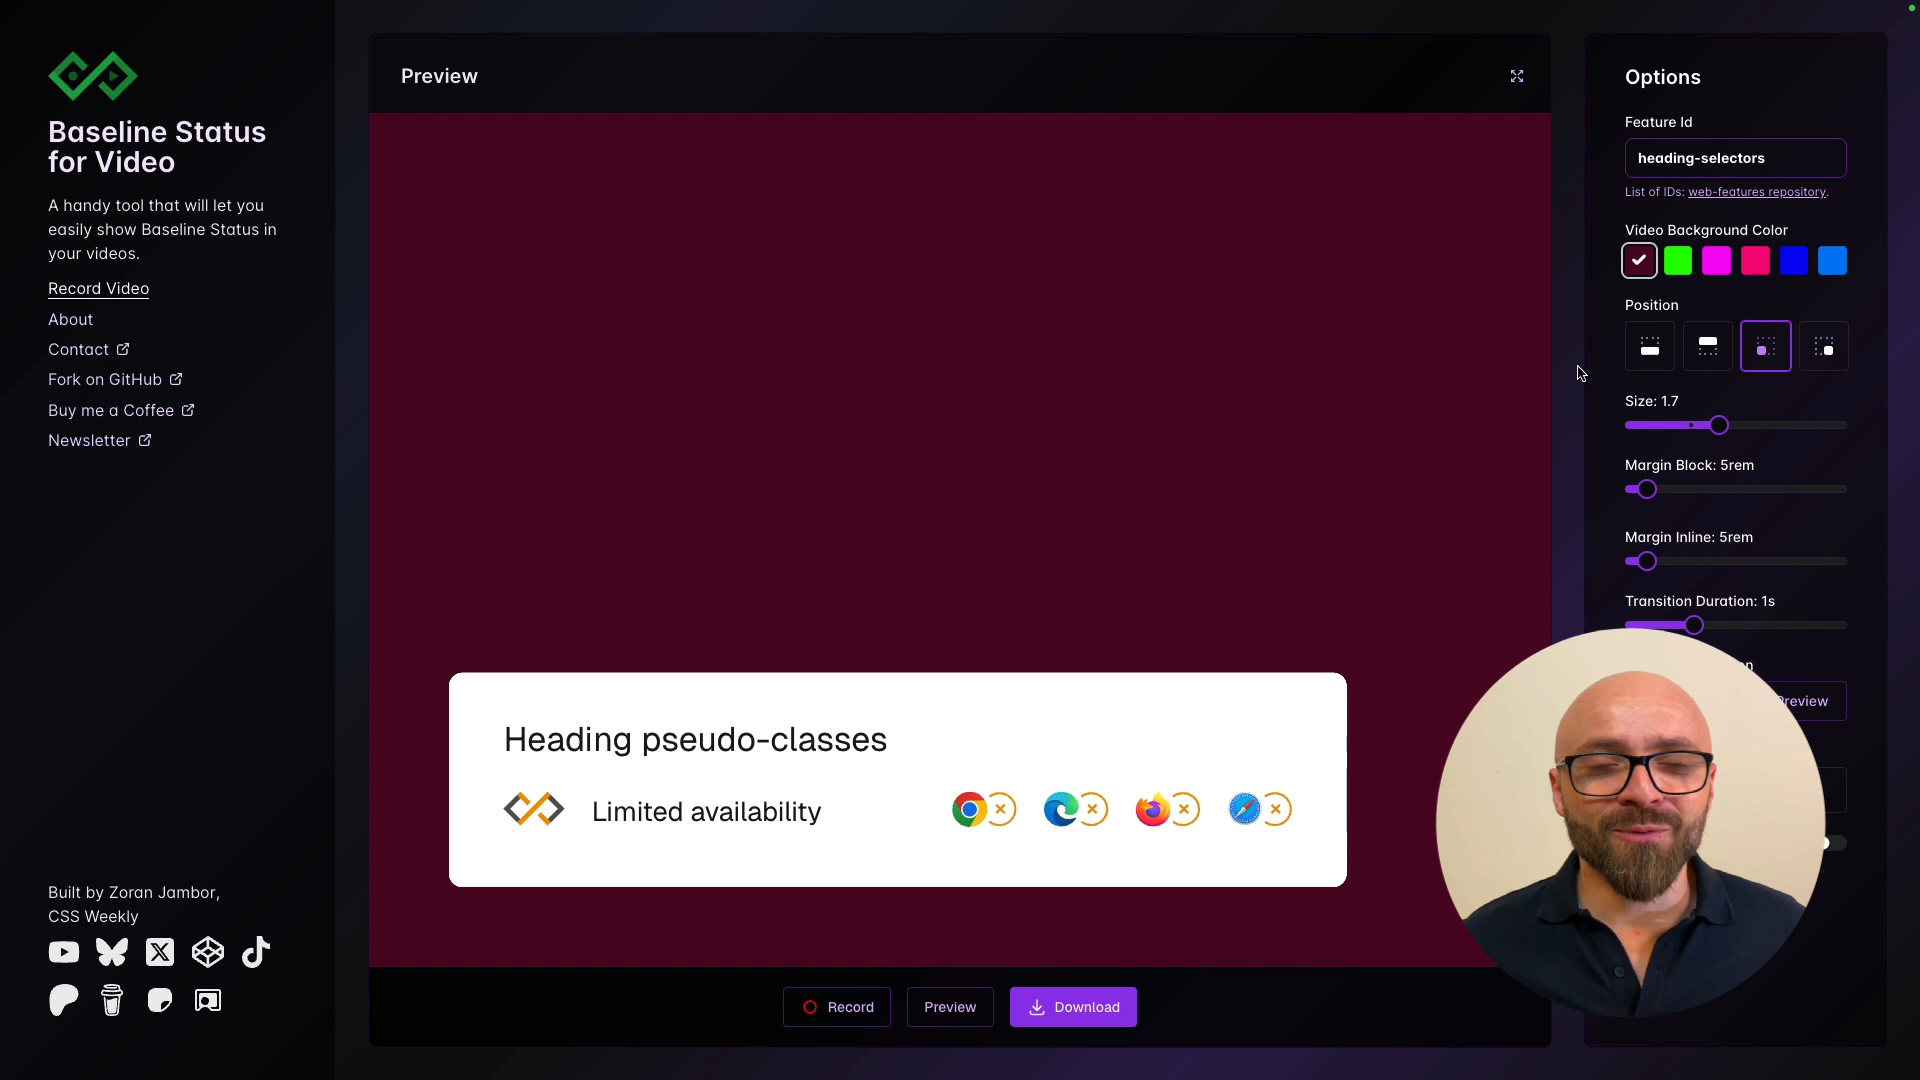 Baseline Status
for Video
A handy tool that will let you
easily show Baseline Status in
your videos.
Record Video
About
Contact
Fork on GitHub
Buy me a Coffee
Newsletter
Built by Zoran Jambor,
CSS Weekly
Preview
Heading pseudo-classes
Limited availability
Record
Preview
Download
Options
Feature Id
heading-selectors
List of IDs: web-features repository.
Video Background Color
Position
Size: 1.7
Margin Block: 5rem
Margin Inline: 5rem
Transition Duration: 1s
Preview